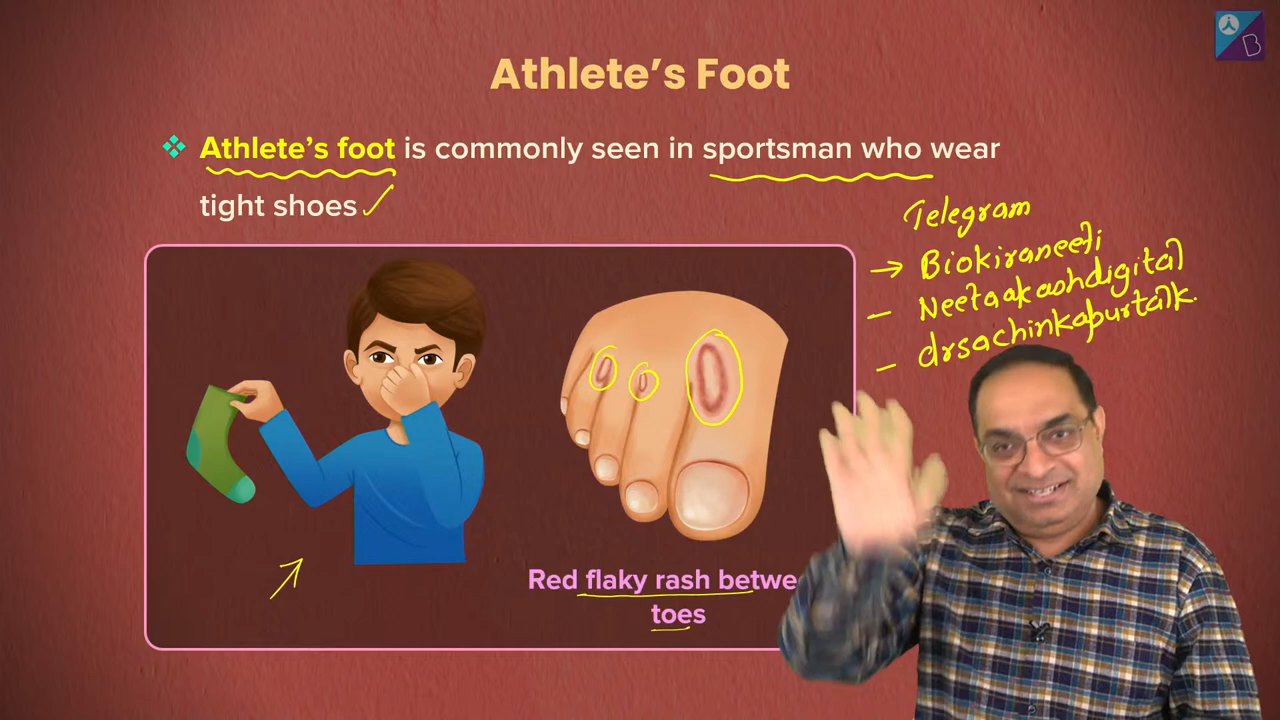 Athlete's Foot
Athlete's foot is commonly seen in sportsman who wear
tight shoes
Telegram
→ Biokiraneeti
- Neetaakashdigital
- drsachinkapurtalk.
Red flaky rash betwe
toes
B